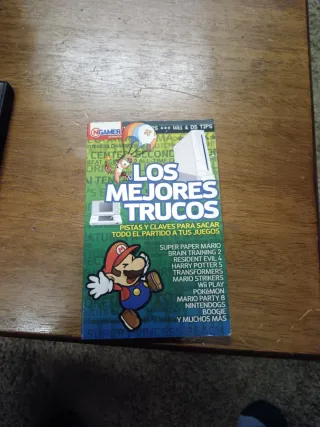 NGAMER
WII & DS TIPS
LOS
MEJORES
TRUCOS
PISTAS Y CLAVES PARA SACAR
TODO EL PARTIDO A TUS JUEGOS
SUPER PAPER MARIO
BRAIN TRAINING 2
RESIDENT EVIL 4
HARRY POTTER 5
TRANSFORMERS
MARIO STRIKERS
Wii PLAY
POKéMON
MARIO PARTY 8
NINTENDOGS
BOOGIE
Y MUCHOS MÁS